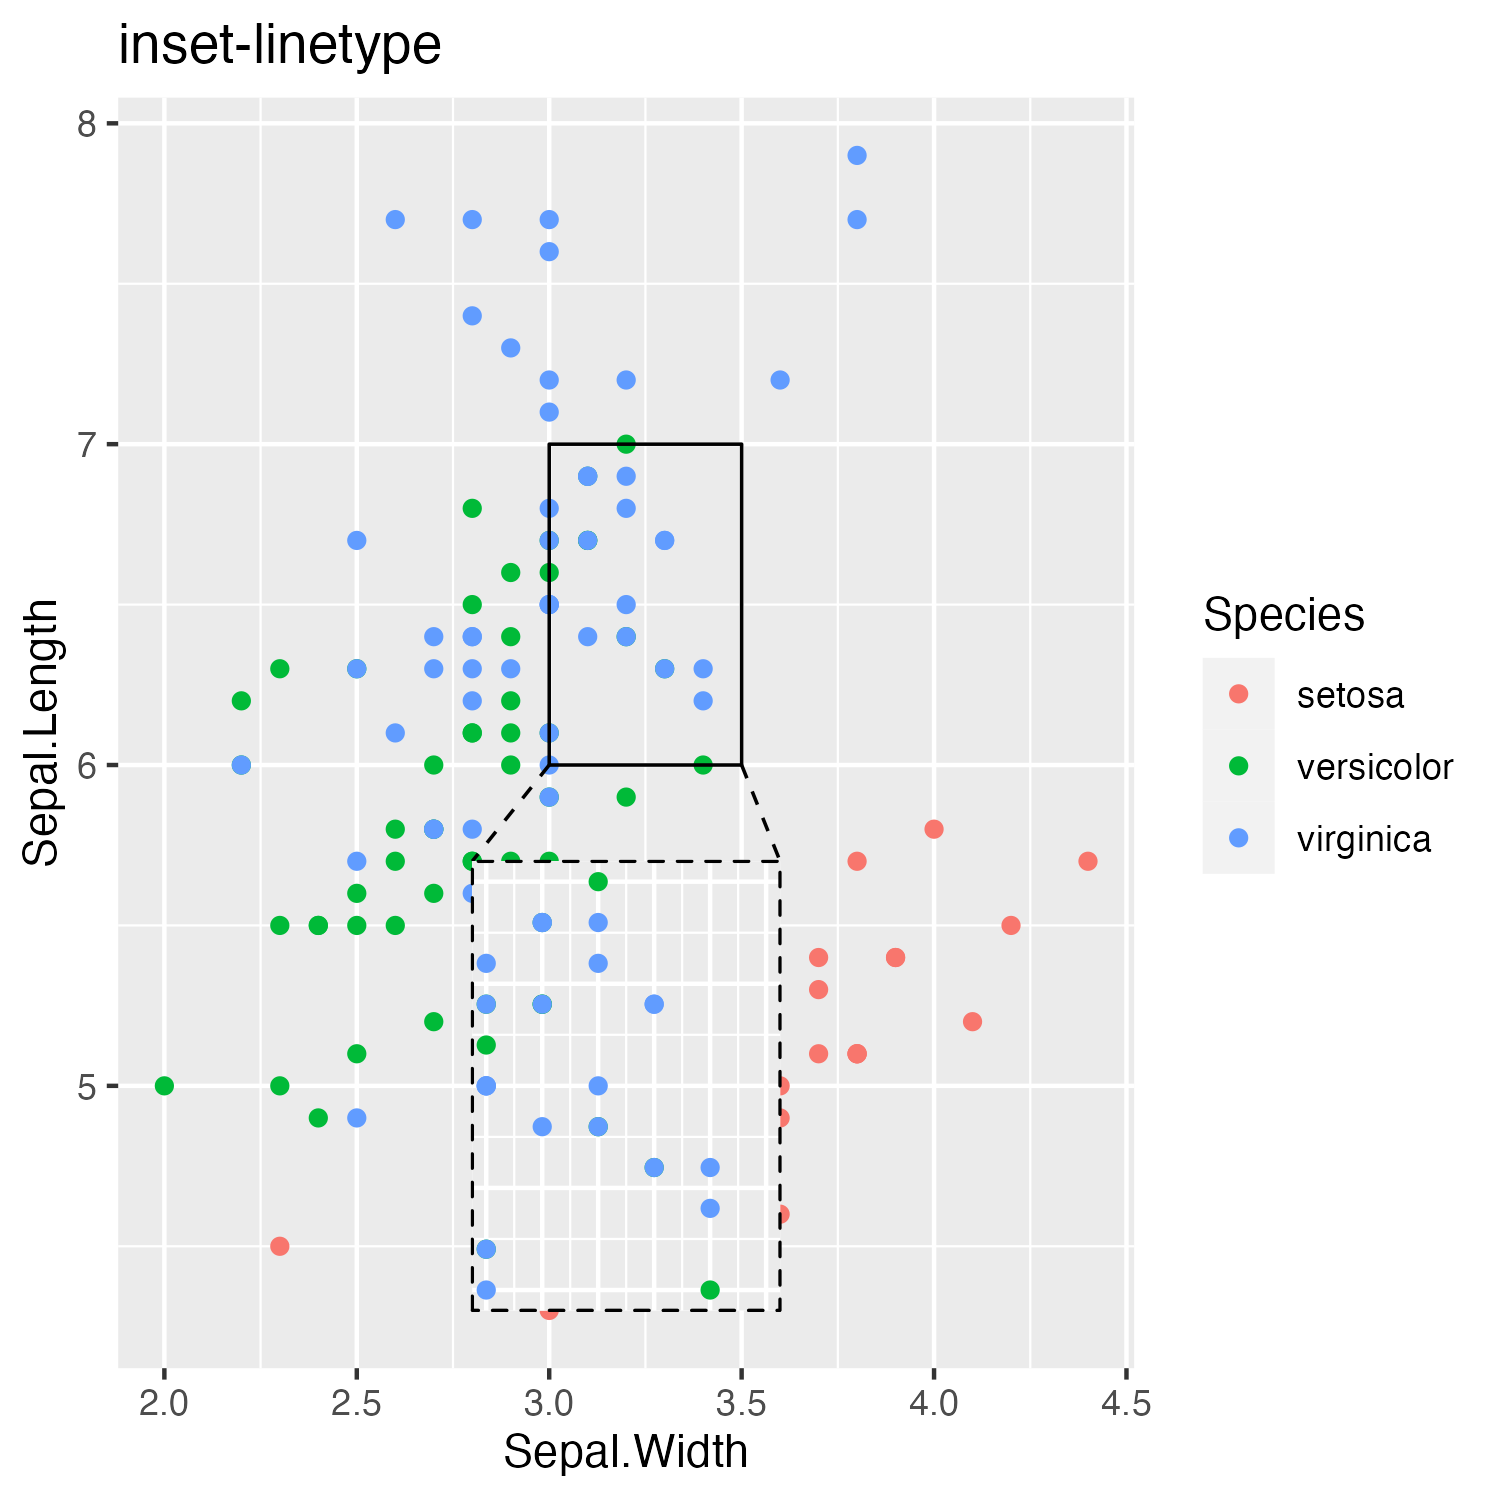 inset-linetype
8
7
6
5
Sepal.Length
2.0 2.5 3.0 3.5 4.0 4.5
Sepal.Width
Species
setosa
versicolor
virginica